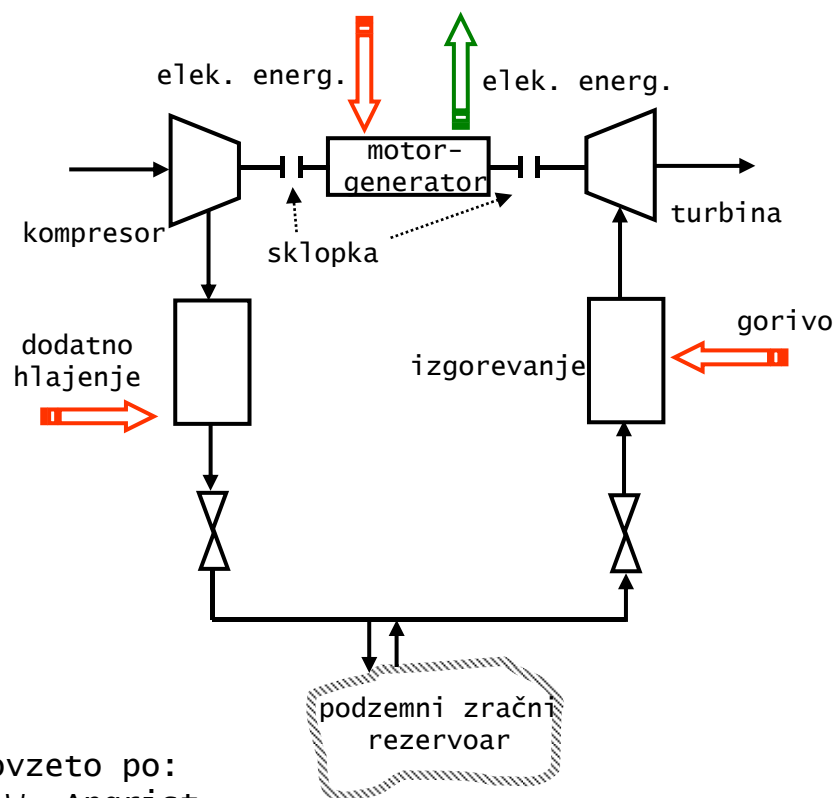 elek. energ.
elek. energ.
motor-
generator
kompresor
sklopka
turbina
dodatno
hlajenje
izgorevanje
gorivo
podzemni zračni
rezervoar
ovzeto po: